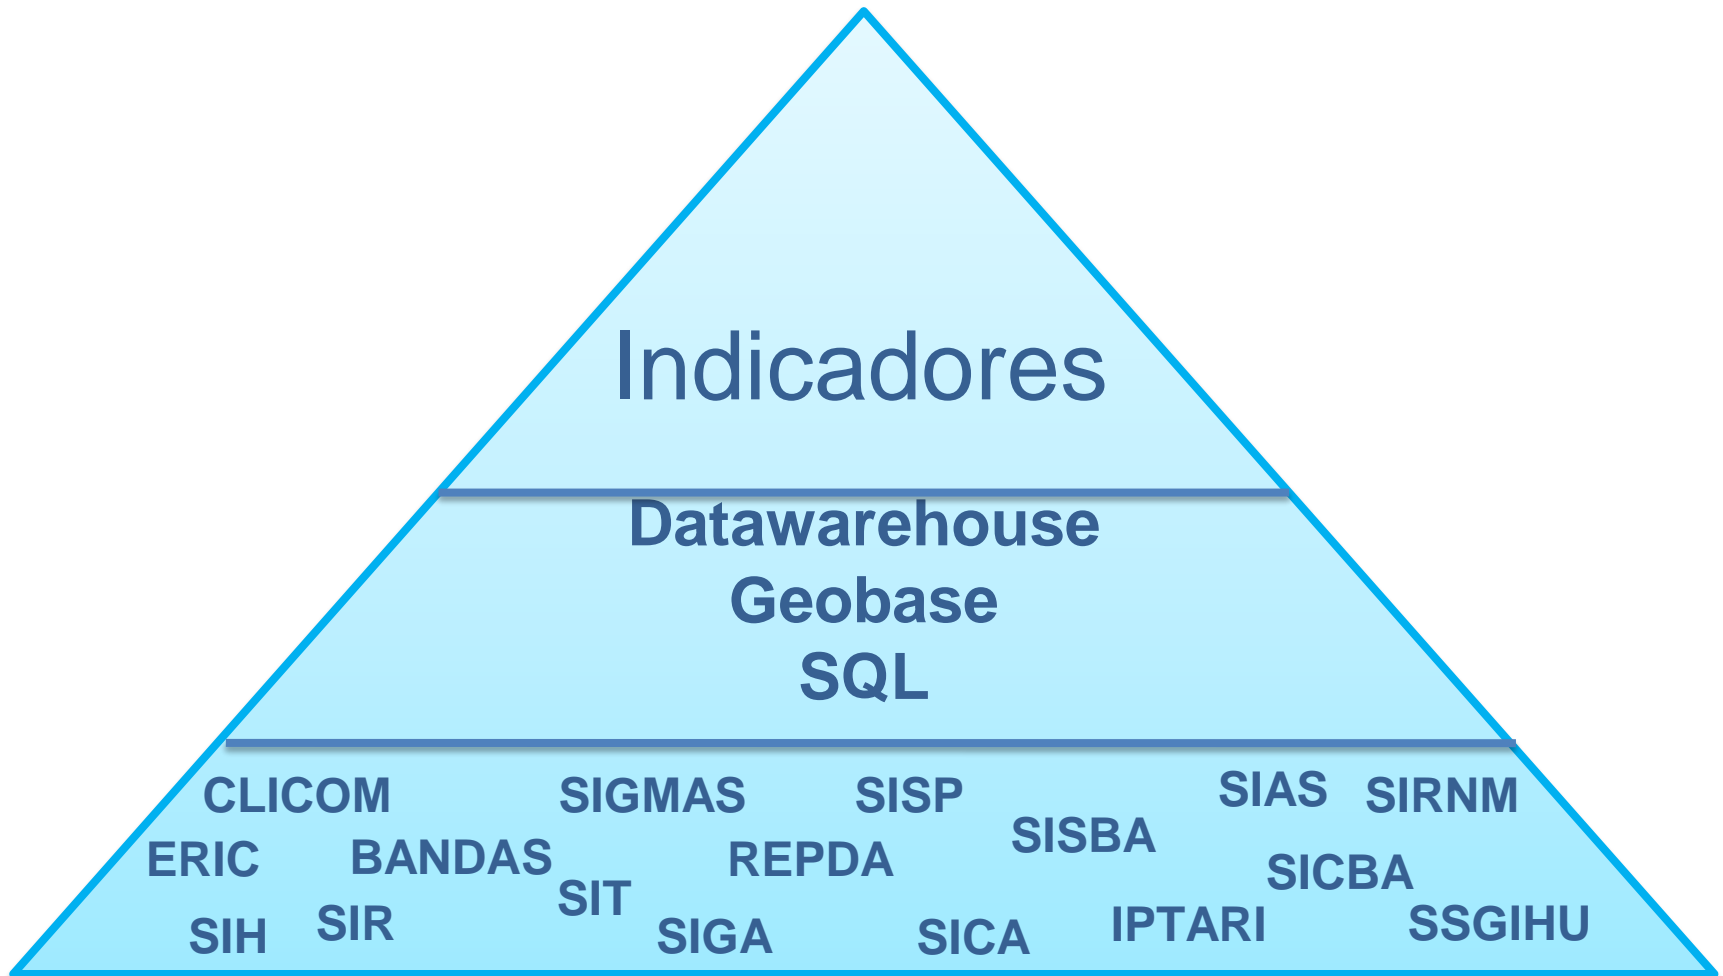 Indicadores
Datawarehouse
Geobase
SQL
CLICOM SIGMAS SISP SIAS SIRNM
ERIC BANDAS REPDA SISBA SICBA
SIH SIR SIT SIGA SICA IPTARI SSGIHU